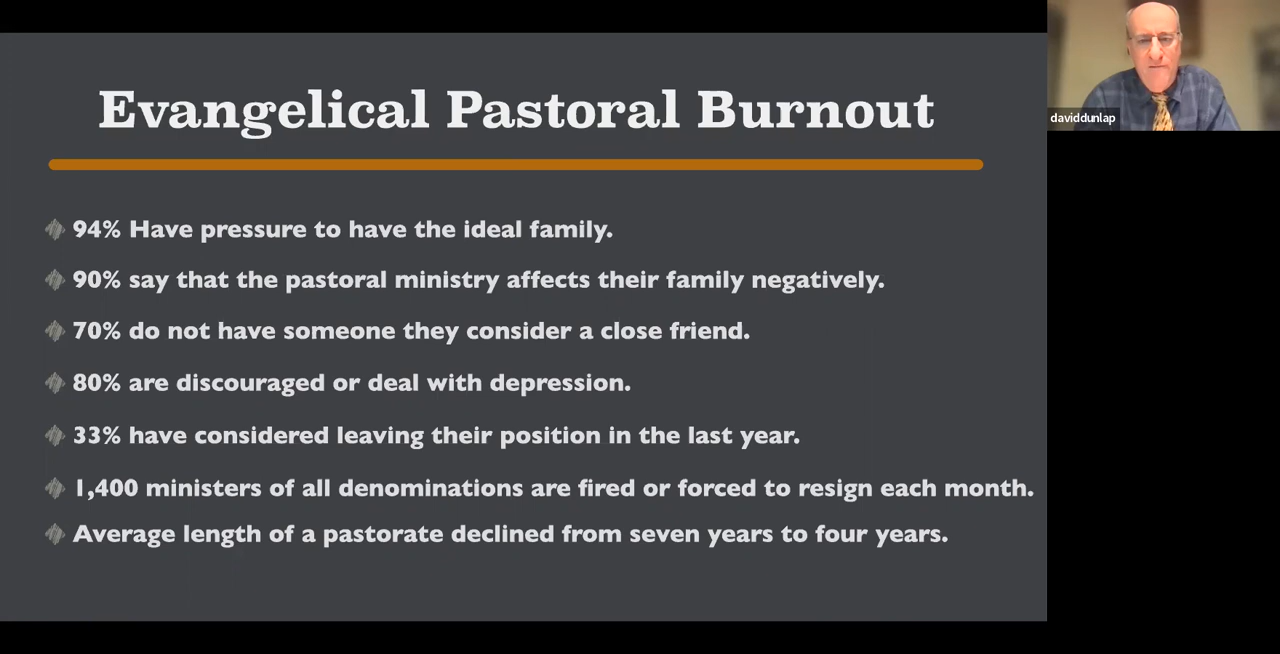 Evangelical Pastoral Burnout
94% Have pressure to have the ideal family.
90% say that the pastoral ministry affects their family negatively.
70% do not have someone they consider a close friend.
80% are discouraged or deal with depression.
33% have considered leaving their position in the last year.
1,400 ministers of all denominations are fired or forced to resign each month.
Average length of a pastorate declined from seven years to four years.
daviddunlap